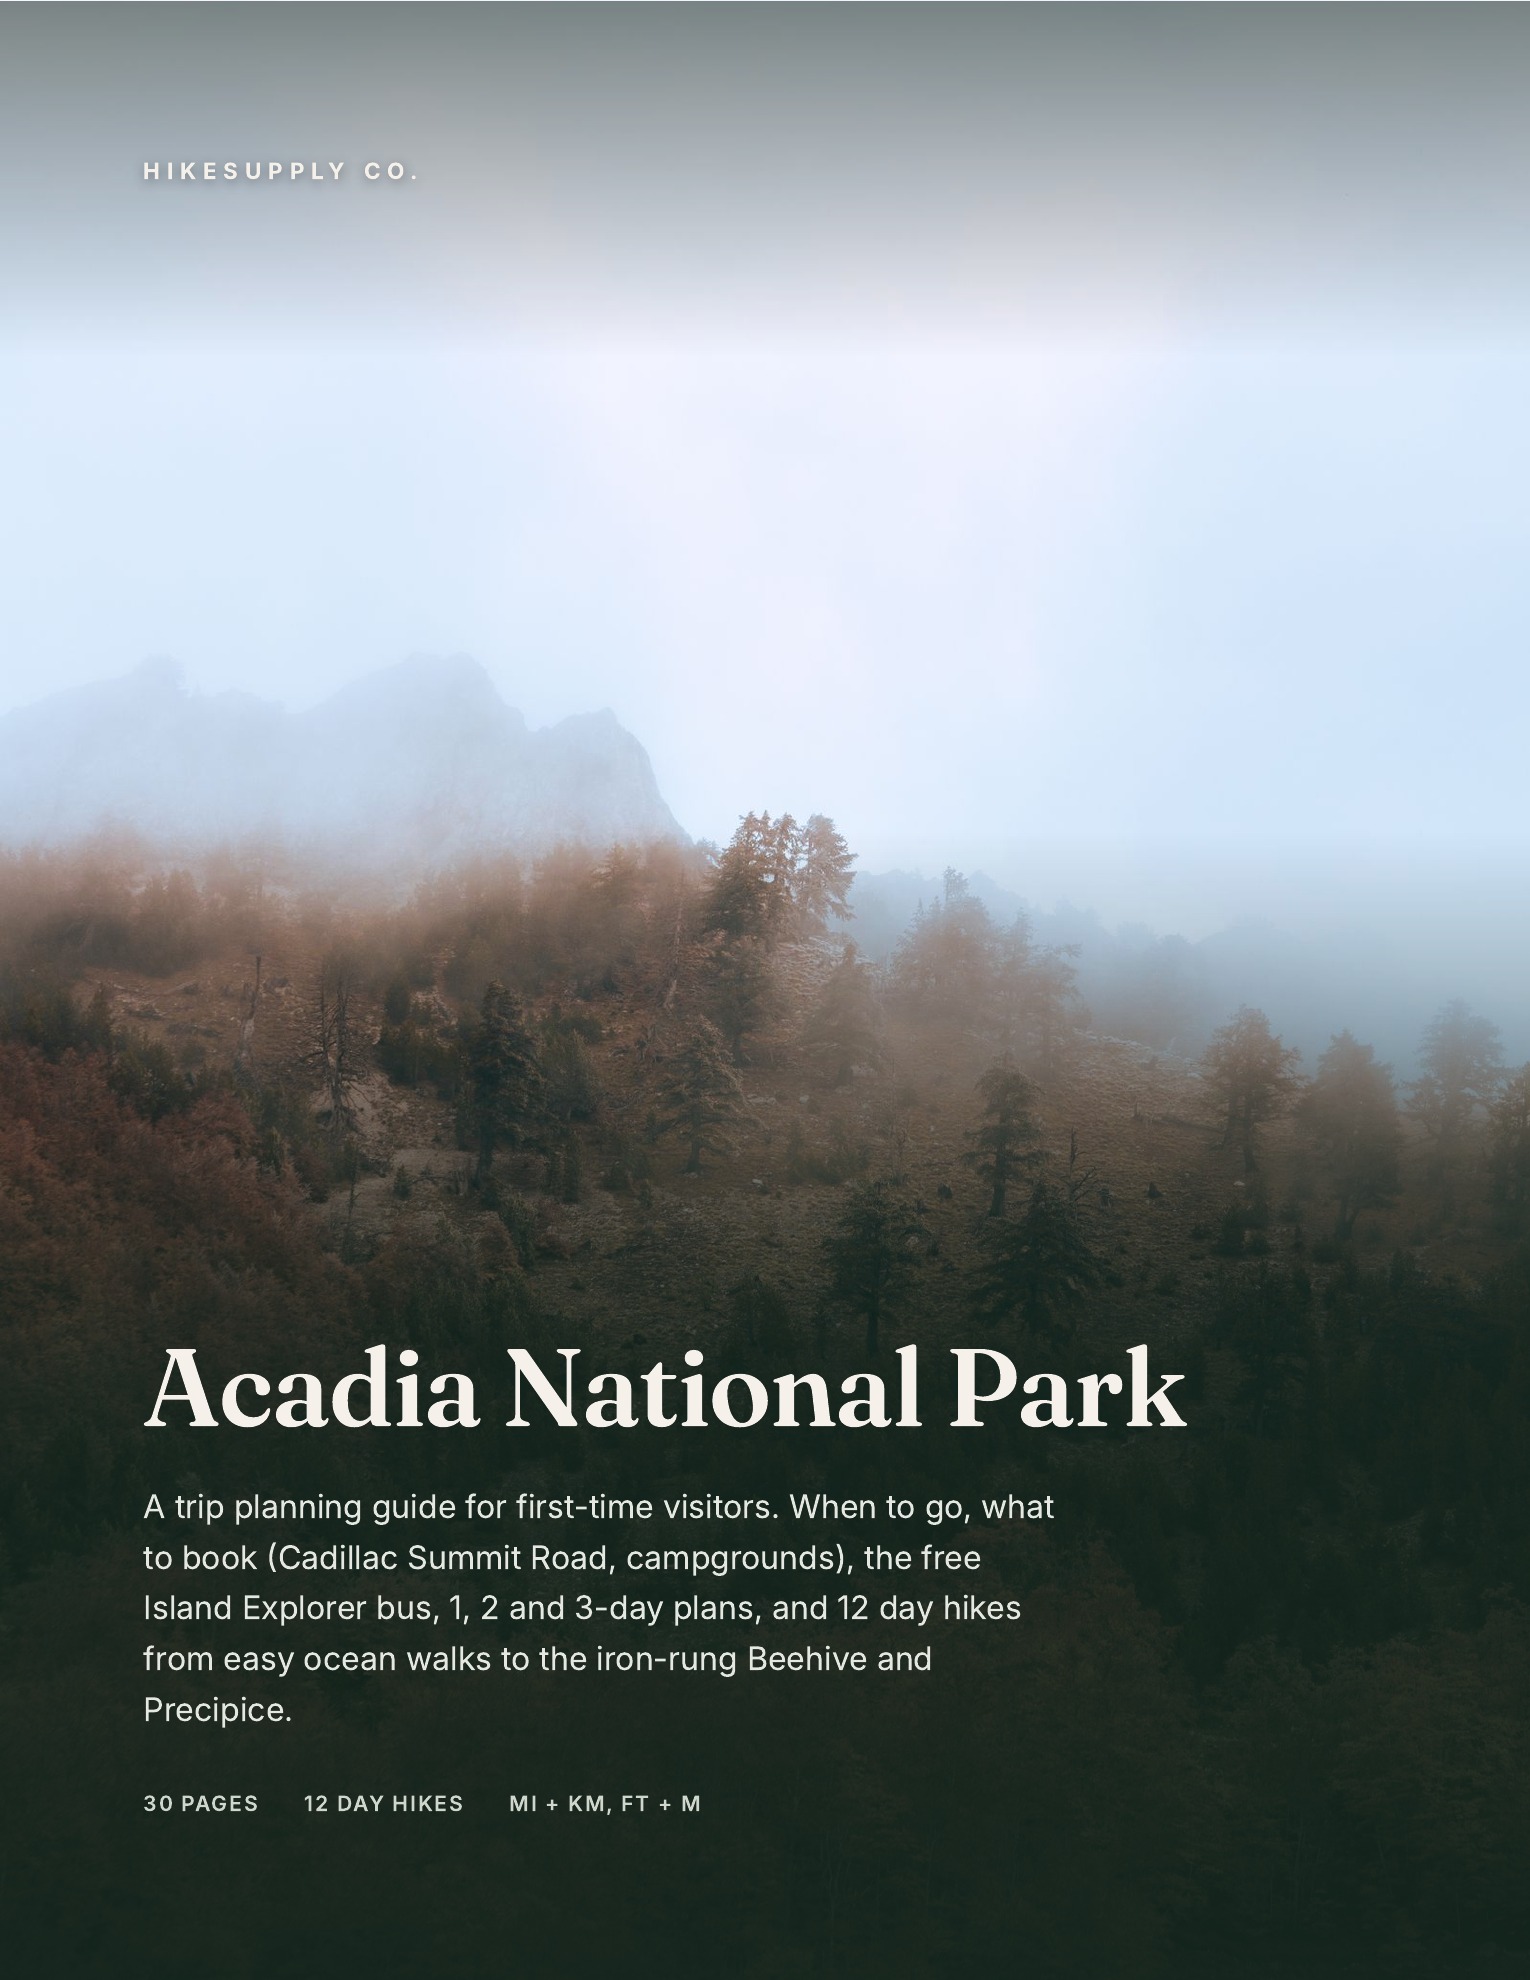 HIKESUPPLY CO.
Acadia National Park
A trip planning guide for first-time visitors. When to go, what
to book (Cadillac Summit Road, campgrounds), the free
Island Explorer bus, 1, 2 and 3-day plans, and 12 day hikes
from easy ocean walks to the iron-rung Beehive and
Precipice.
30 PAGES 12 DAY HIKES MI + KM, FT + M